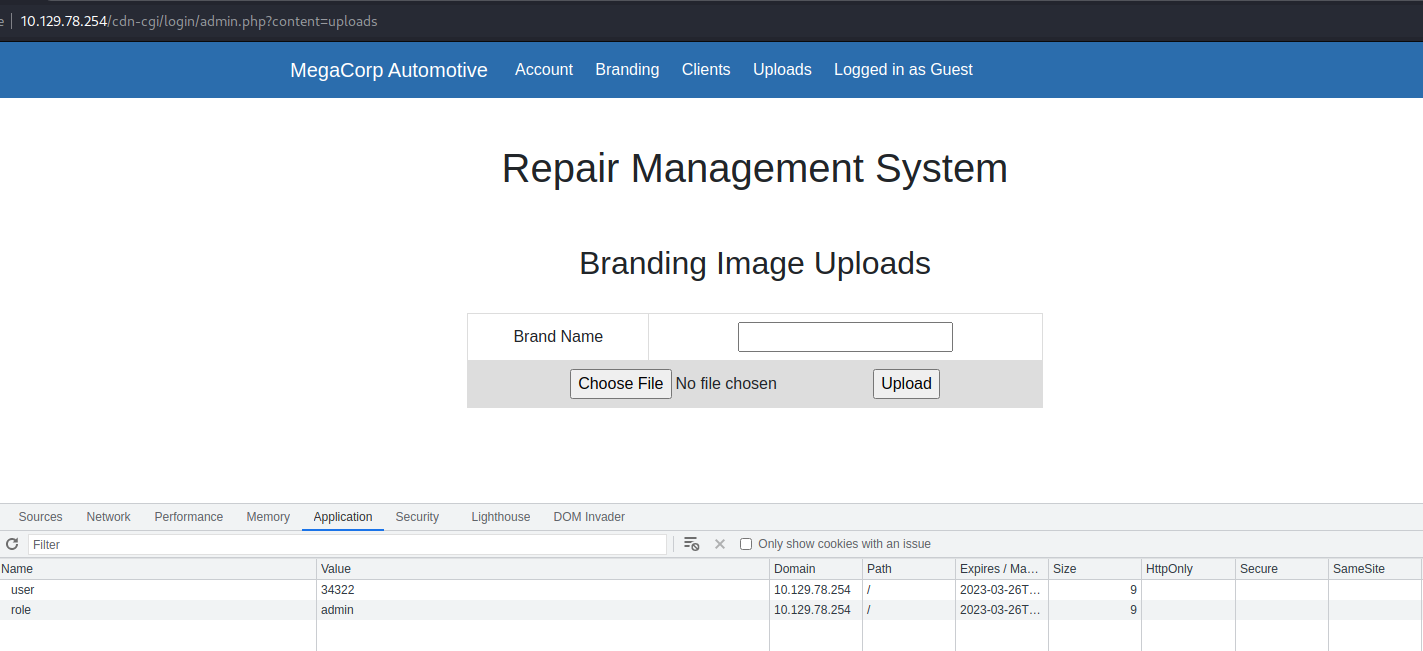 e | 10.129.78.254/cdn-cgi/login/admin.php?content=uploads
MegaCorp Automotive Account Branding Clients Uploads Logged in as Guest
Repair Management System
Branding Image Uploads
Brand Name
Choose File No file chosen Upload
Sources Network Performance Memory Application Security Lighthouse DOM Invader
Filter Only show cookies with an issue
Name Value Domain Path Expires / Ma... Size HttpOnly Secure SameSite
user 34322 10.129.78.254 / 2023-03-26T... 9
role admin 10.129.78.254 / 2023-03-26T... 9